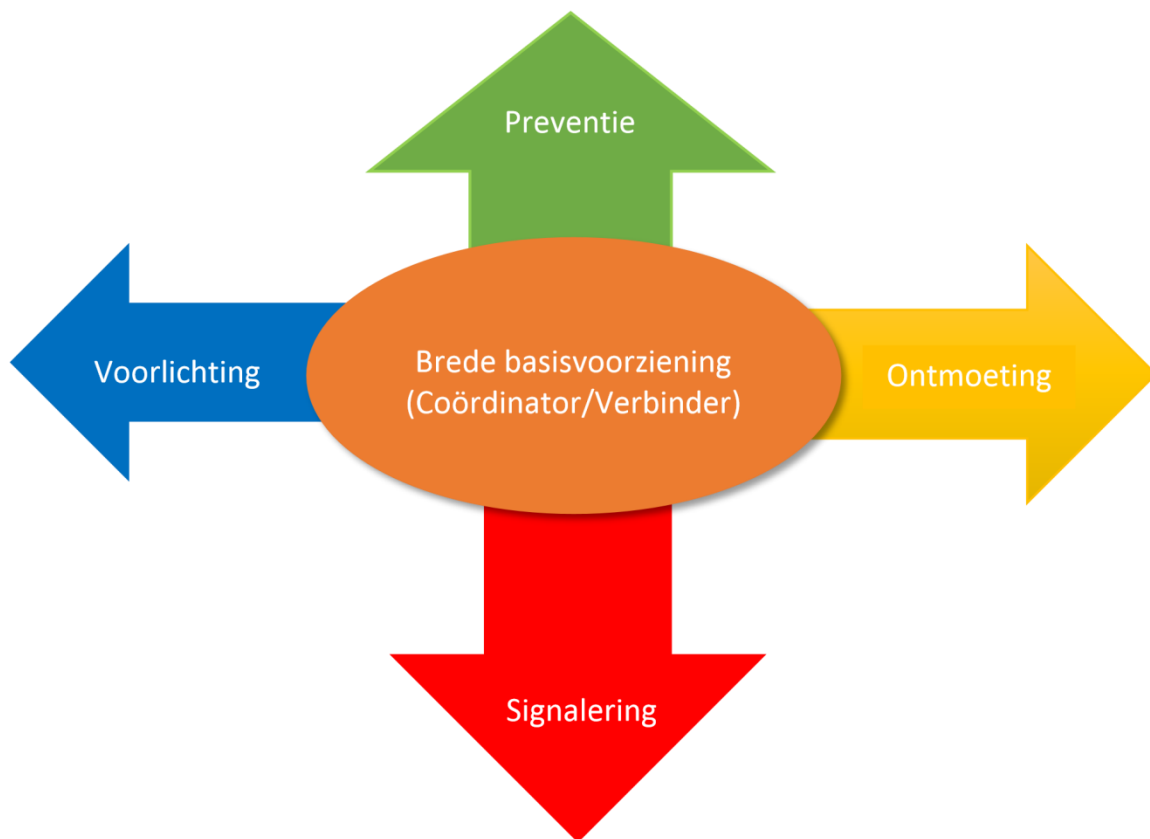 Preventie
Voorlichting
Brede basisvoorziening
(Coördinator/Verbinder)
Ontmoeting
Signalering